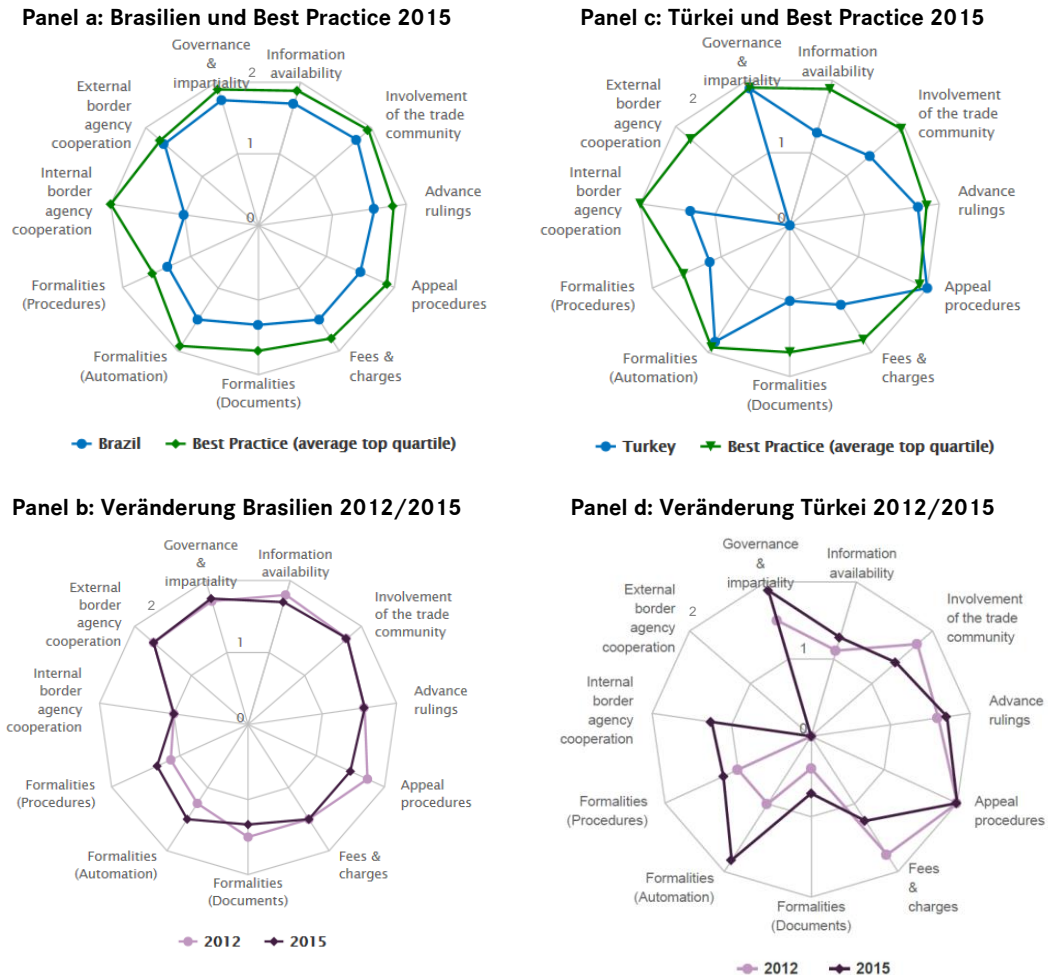 Panel a: Brasilien und Best Practice 2015
Governance
&
impartiality
Information
availability
Involvement
of the trade
community
Advance
rulings
Appeal
procedures
Fees &
charges
Formalities
(Documents)
Formalities
(Automation)
Formalities
(Procedures)
Internal
border
agency
cooperation
External
border
agency
cooperation
2
1
0
Brazil
Best Practice (average top quartile)
Panel c: Türkei und Best Practice 2015
Governance
&
impartiality
Information
availability
Involvement
of the trade
community
Advance
rulings
Appeal
procedures
Fees &
charges
Formalities
(Documents)
Formalities
(Automation)
Formalities
(Procedures)
Internal
border
agency
cooperation
External
border
agency
cooperation
2
1
0
Turkey
Best Practice (average top quartile)
Panel b: Veränderung Brasilien 2012/2015
Governance
&
impartiality
Information
availability
Involvement
of the trade
community
Advance
rulings
Appeal
procedures
Fees &
charges
Formalities
(Documents)
Formalities
(Automation)
Formalities
(Procedures)
Internal
border
agency
cooperation
External
border
agency
cooperation
2
1
0
2012
2015
Panel d: Veränderung Türkei 2012/2015
Governance
&
impartiality
Information
availability
Involvement
of the trade
community
Advance
rulings
Appeal
procedures
Fees
&
charges
Formalities
(Documents)
Formalities
(Automation)
Formalities
(Procedures)
Internal
border
agency
cooperation
External
border
agency
cooperation
2
1
0
2012
2015